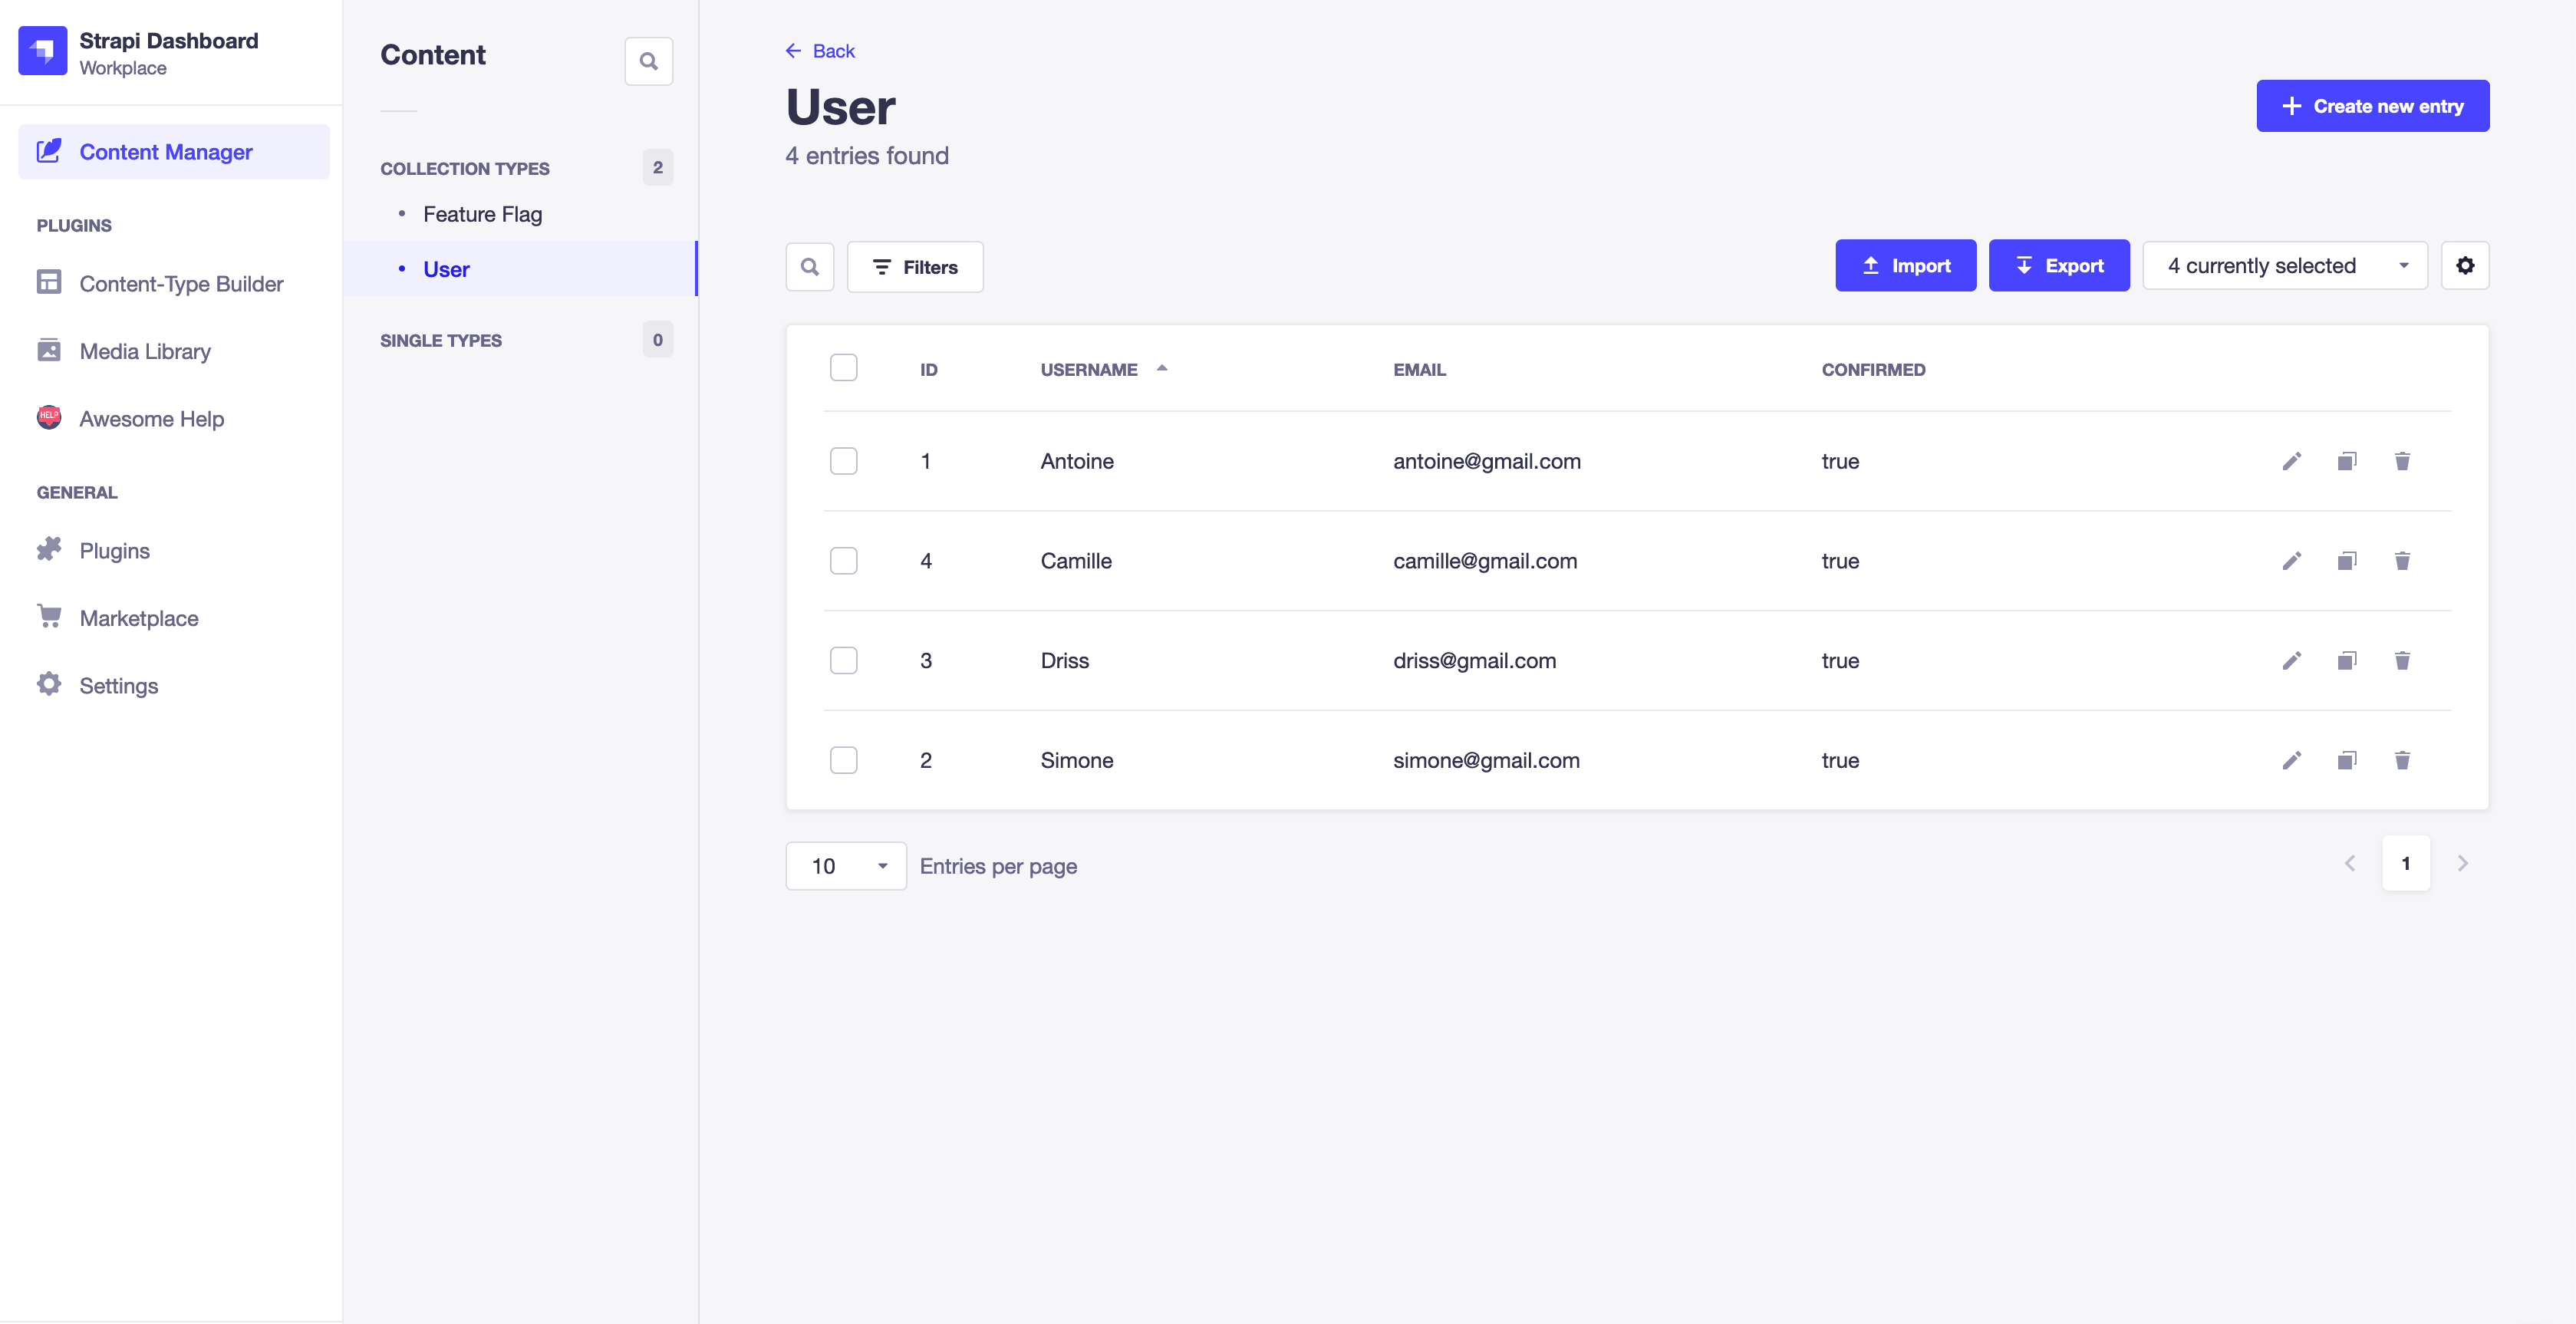 Strapi Dashboard
Workplace
Content Manager
PLUGINS
Content-Type Builder
Media Library
HELP
Awesome Help
GENERAL
Plugins
Marketplace
Settings
Content
COLLECTION TYPES 2
Feature Flag
User
SINGLE TYPES 0
Back
User
4 entries found
Create new entry
Filters
Import
Export
4 currently selected
ID USERNAME EMAIL CONFIRMED
1 Antoine antoine@gmail.com true
4 Camille camille@gmail.com true
3 Driss driss@gmail.com true
2 Simone simone@gmail.com true
10 Entries per page
1